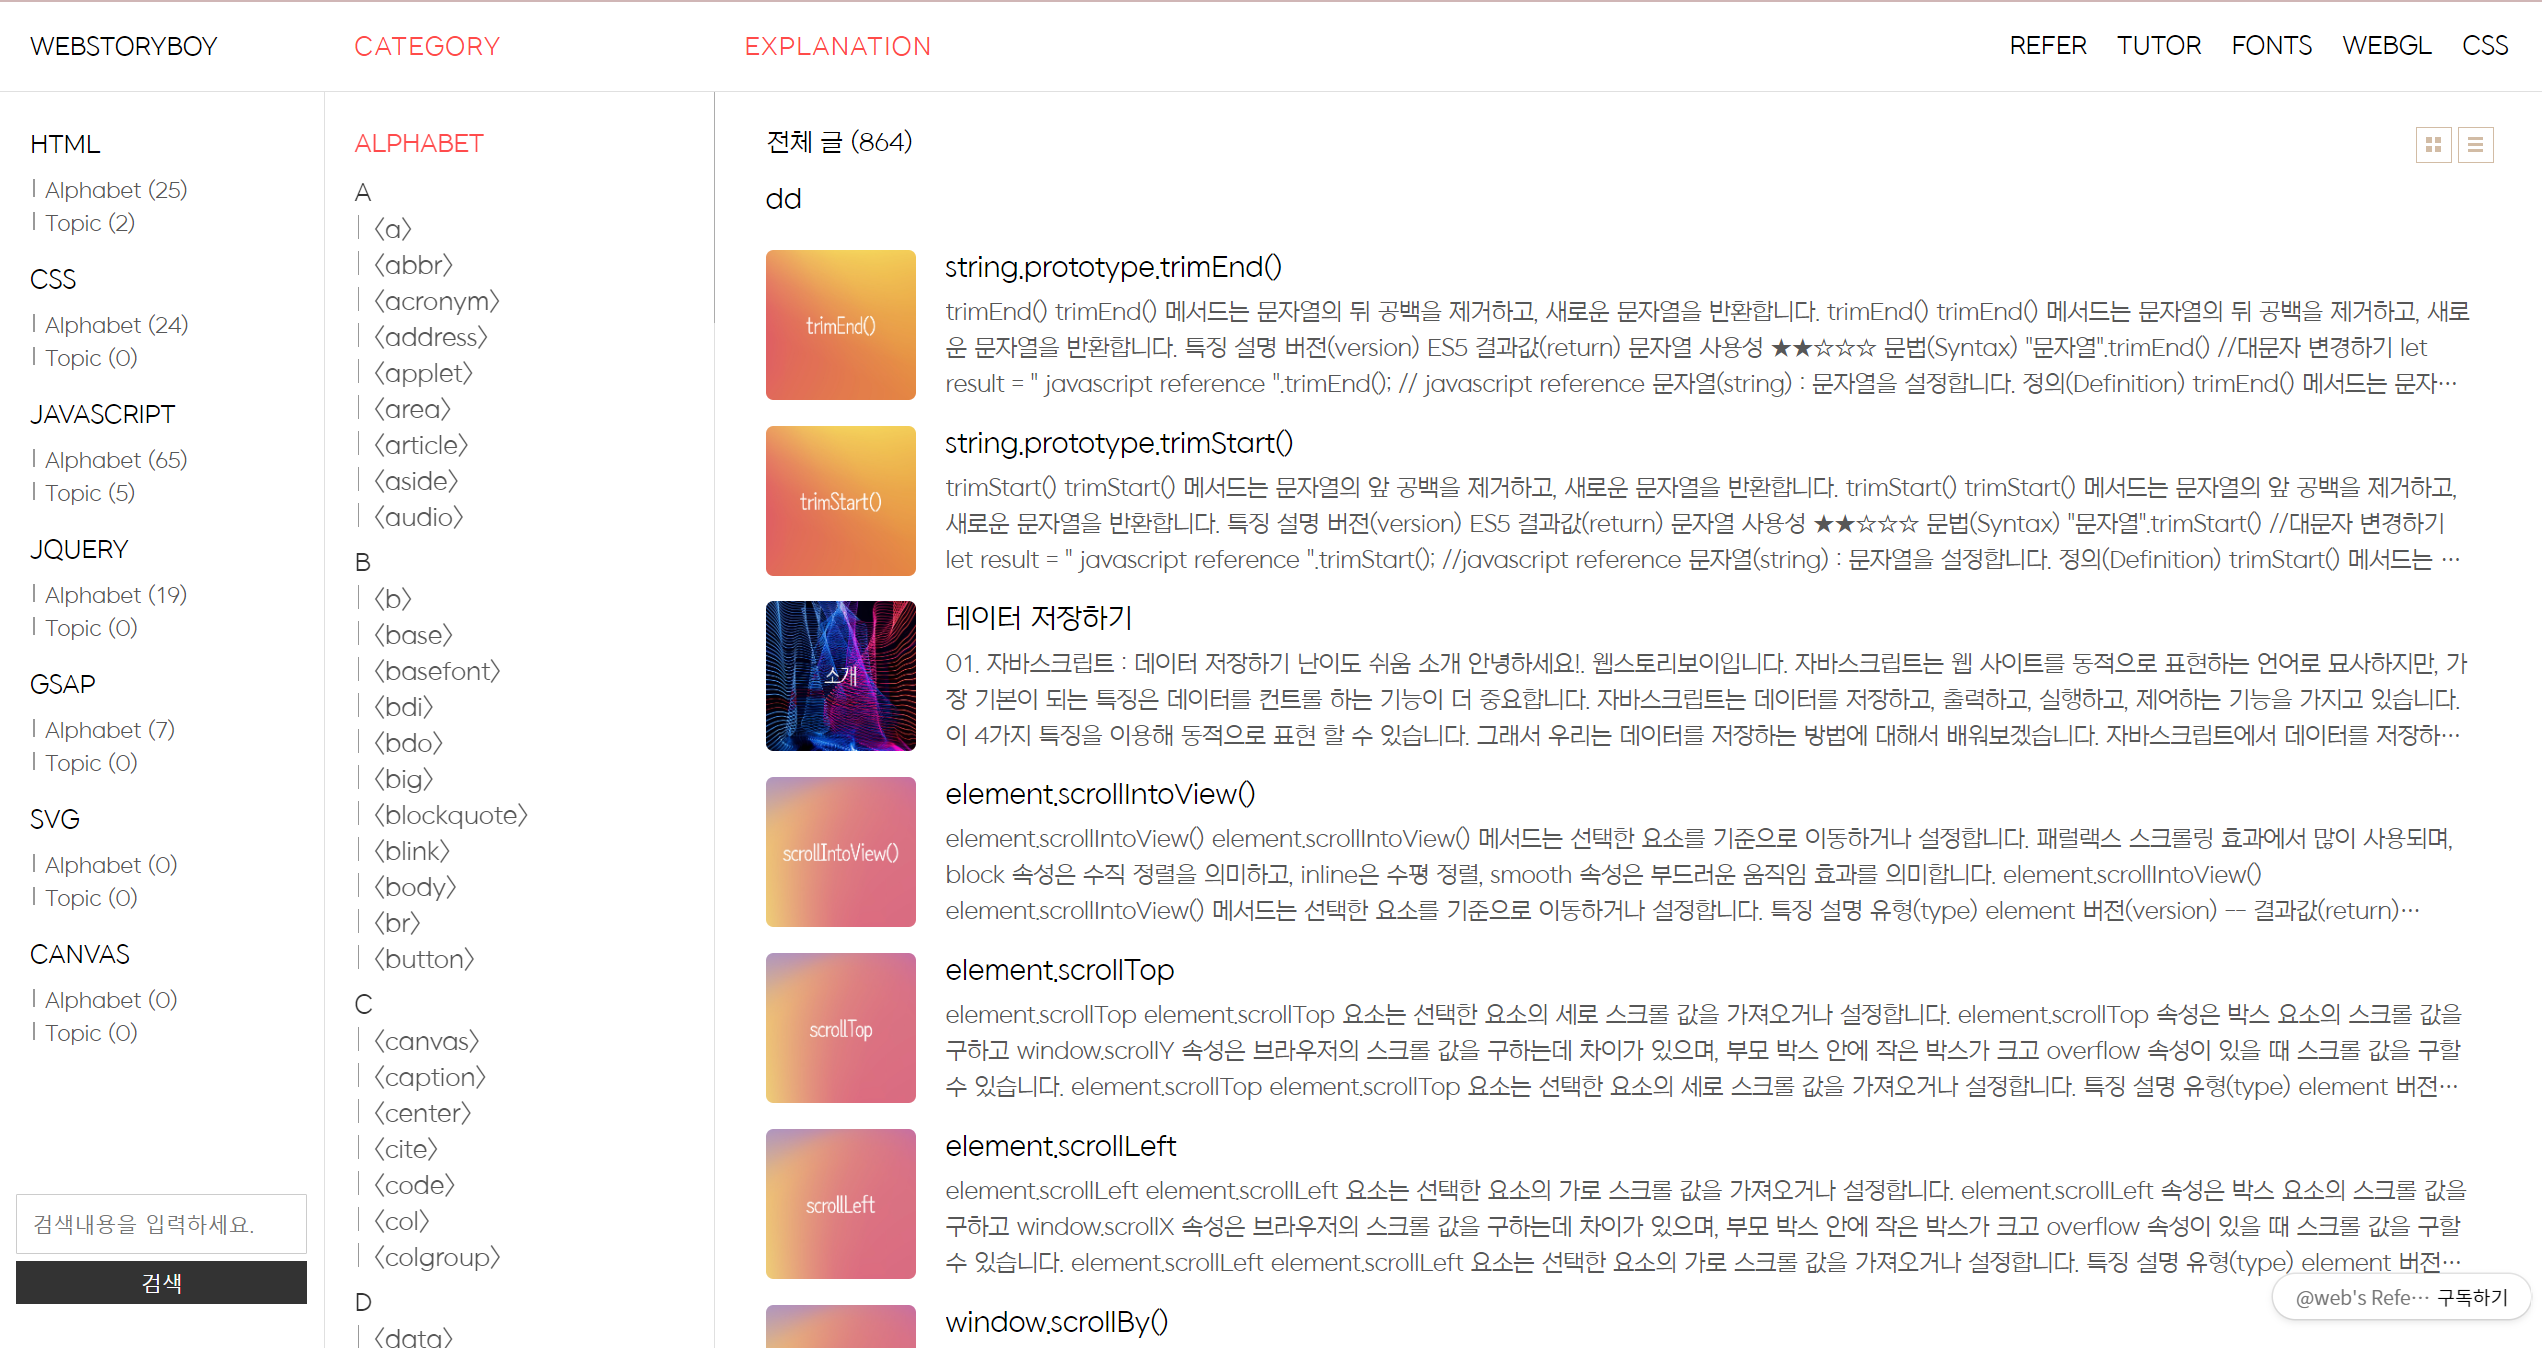 WEBSTORYBOY
CATEGORY
EXPLANATION
REFER
TUTOR
FONTS
WEBGL
CSS
HTML
Alphabet (25)
Topic (2)
CSS
Alphabet (24)
Topic (0)
JAVASCRIPT
Alphabet (65)
Topic (5)
JQUERY
Alphabet (19)
Topic (0)
GSAP
Alphabet (7)
Topic (0)
SVG
Alphabet (0)
Topic (0)
CANVAS
Alphabet (0)
Topic (0)
검색내용을 입력하세요.
검색
ALPHABET
A
〈a〉
〈abbr〉
〈acronym〉
〈address〉
〈applet〉
〈area〉
〈article〉
〈aside〉
〈audio〉
B
〈b〉
〈base〉
〈basefont〉
〈bdi〉
〈bdo〉
〈big〉
〈blockquote〉
〈blink〉
〈body〉
〈br〉
〈button〉
C
〈canvas〉
〈caption〉
〈center〉
〈cite〉
〈code〉
〈col〉
〈colgroup〉
D
〈data〉
전체 글 (864)
dd
trimEnd()
string.prototype.trimEnd()
trimEnd() trimEnd() 메서드는 문자열의 뒤 공백을 제거하고, 새로운 문자열을 반환합니다. trimEnd() trimEnd() 메서드는 문자열의 뒤 공백을 제거하고, 새로
운 문자열을 반환합니다. 특징 설명 버전(version) ES5 결과값(return) 문자열 사용성 ★★☆☆☆ 문법(Syntax) "문자열".trimEnd() //대문자 변경하기 let
result = " javascript reference ".trimEnd(); // javascript reference 문자열(string) : 문자열을 설정합니다. 정의(Definition) trimEnd() 메서드는 문자…
trimStart()
string.prototype.trimStart()
trimStart() trimStart() 메서드는 문자열의 앞 공백을 제거하고, 새로운 문자열을 반환합니다. trimStart() trimStart() 메서드는 문자열의 앞 공백을 제거하고,
새로운 문자열을 반환합니다. 특징 설명 버전(version) ES5 결과값(return) 문자열 사용성 ★★☆☆☆ 문법(Syntax) "문자열".trimStart() //대문자 변경하기
let result = " javascript reference ".trimStart(); //javascript reference 문자열(string) : 문자열을 설정합니다. 정의(Definition) trimStart() 메서드는 …
소개
데이터 저장하기
01. 자바스크립트 : 데이터 저장하기 난이도 쉬움 소개 안녕하세요!. 웹스토리보이입니다. 자바스크립트는 웹 사이트를 동적으로 표현하는 언어로 묘사하지만, 가
장 기본이 되는 특징은 데이터를 컨트롤 하는 기능이 더 중요합니다. 자바스크립트는 데이터를 저장하고, 출력하고, 실행하고, 제어하는 기능을 가지고 있습니다.
이 4가지 특징을 이용해 동적으로 표현 할 수 있습니다. 그래서 우리는 데이터를 저장하는 방법에 대해서 배워보겠습니다. 자바스크립트에서 데이터를 저장하…
scrollIntoView()
element.scrollIntoView()
element.scrollIntoView() element.scrollIntoView() 메서드는 선택한 요소를 기준으로 이동하거나 설정합니다. 패럴랙스 스크롤링 효과에서 많이 사용되며,
block 속성은 수직 정렬을 의미하고, inline은 수평 정렬, smooth 속성은 부드러운 움직임 효과를 의미합니다. element.scrollIntoView()
element.scrollIntoView() 메서드는 선택한 요소를 기준으로 이동하거나 설정합니다. 특징 설명 유형(type) element 버전(version) -- 결과값(return)…
scrollTop
element.scrollTop
element.scrollTop element.scrollTop 요소는 선택한 요소의 세로 스크롤 값을 가져오거나 설정합니다. element.scrollTop 속성은 박스 요소의 스크롤 값을
구하고 window.scrollY 속성은 브라우저의 스크롤 값을 구하는데 차이가 있으며, 부모 박스 안에 작은 박스가 크고 overflow 속성이 있을 때 스크롤 값을 구할
수 있습니다. element.scrollTop element.scrollTop 요소는 선택한 요소의 세로 스크롤 값을 가져오거나 설정합니다. 특징 설명 유형(type) element 버전…
scrollLeft
element.scrollLeft
element.scrollLeft element.scrollLeft 요소는 선택한 요소의 가로 스크롤 값을 가져오거나 설정합니다. element.scrollLeft 속성은 박스 요소의 스크롤 값을
구하고 window.scrollX 속성은 브라우저의 스크롤 값을 구하는데 차이가 있으며, 부모 박스 안에 작은 박스가 크고 overflow 속성이 있을 때 스크롤 값을 구할
수 있습니다. element.scrollLeft element.scrollLeft 요소는 선택한 요소의 가로 스크롤 값을 가져오거나 설정합니다. 특징 설명 유형(type) element 버전…
window.scrollBy()
@web's Refe… 구독하기